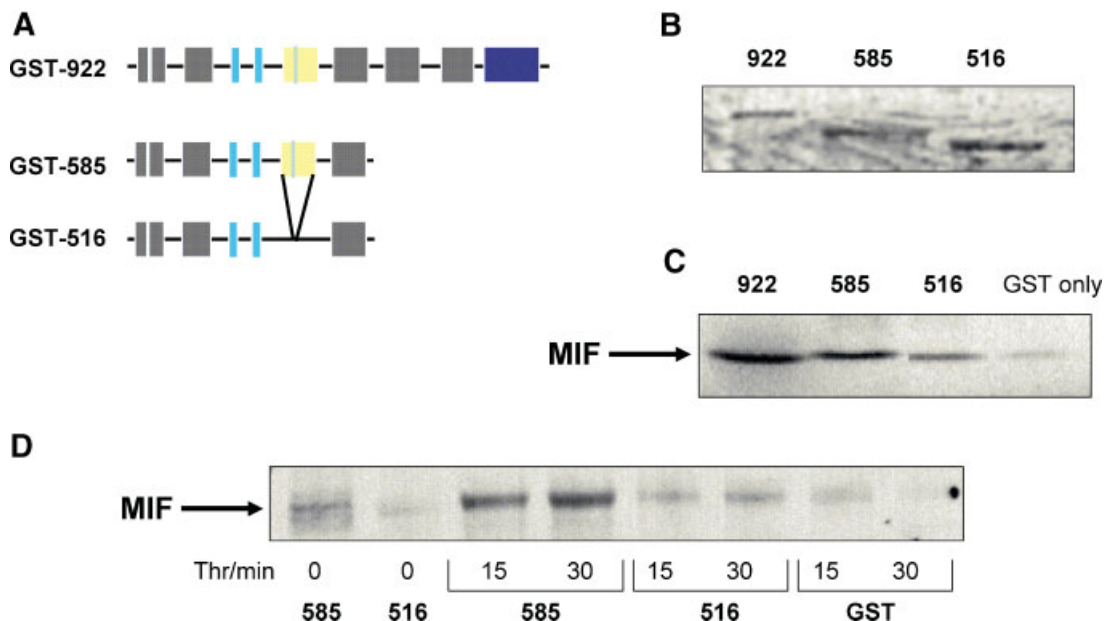 A
GST-922
GST-585
GST-516
B
922 585 516
C
922 585 516 GST only
MIF
D
MIF
Thr/min 0 0 15 30 15 30 15 30
585 516 585 516 GST